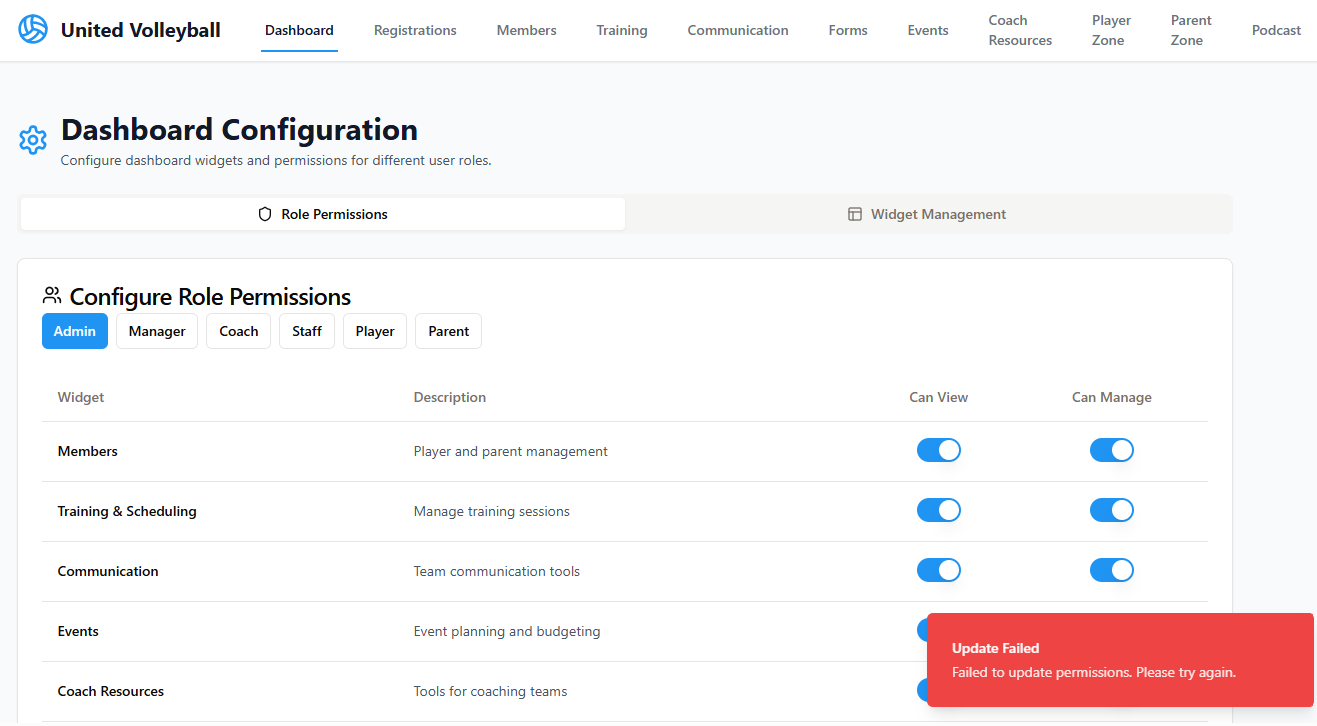 United Volleyball
Dashboard
Registrations
Members
Training
Communication
Forms
Events
Coach
Resources
Player
Zone
Parent
Zone
Podcast
Dashboard Configuration
Configure dashboard widgets and permissions for different user roles.
Role Permissions
Widget Management
Configure Role Permissions
Admin
Manager
Coach
Staff
Player
Parent
Widget
Description
Can View
Can Manage
Members
Player and parent management
Training & Scheduling
Manage training sessions
Communication
Team communication tools
Events
Event planning and budgeting
Coach Resources
Tools for coaching teams
Update Failed
Failed to update permissions. Please try again.